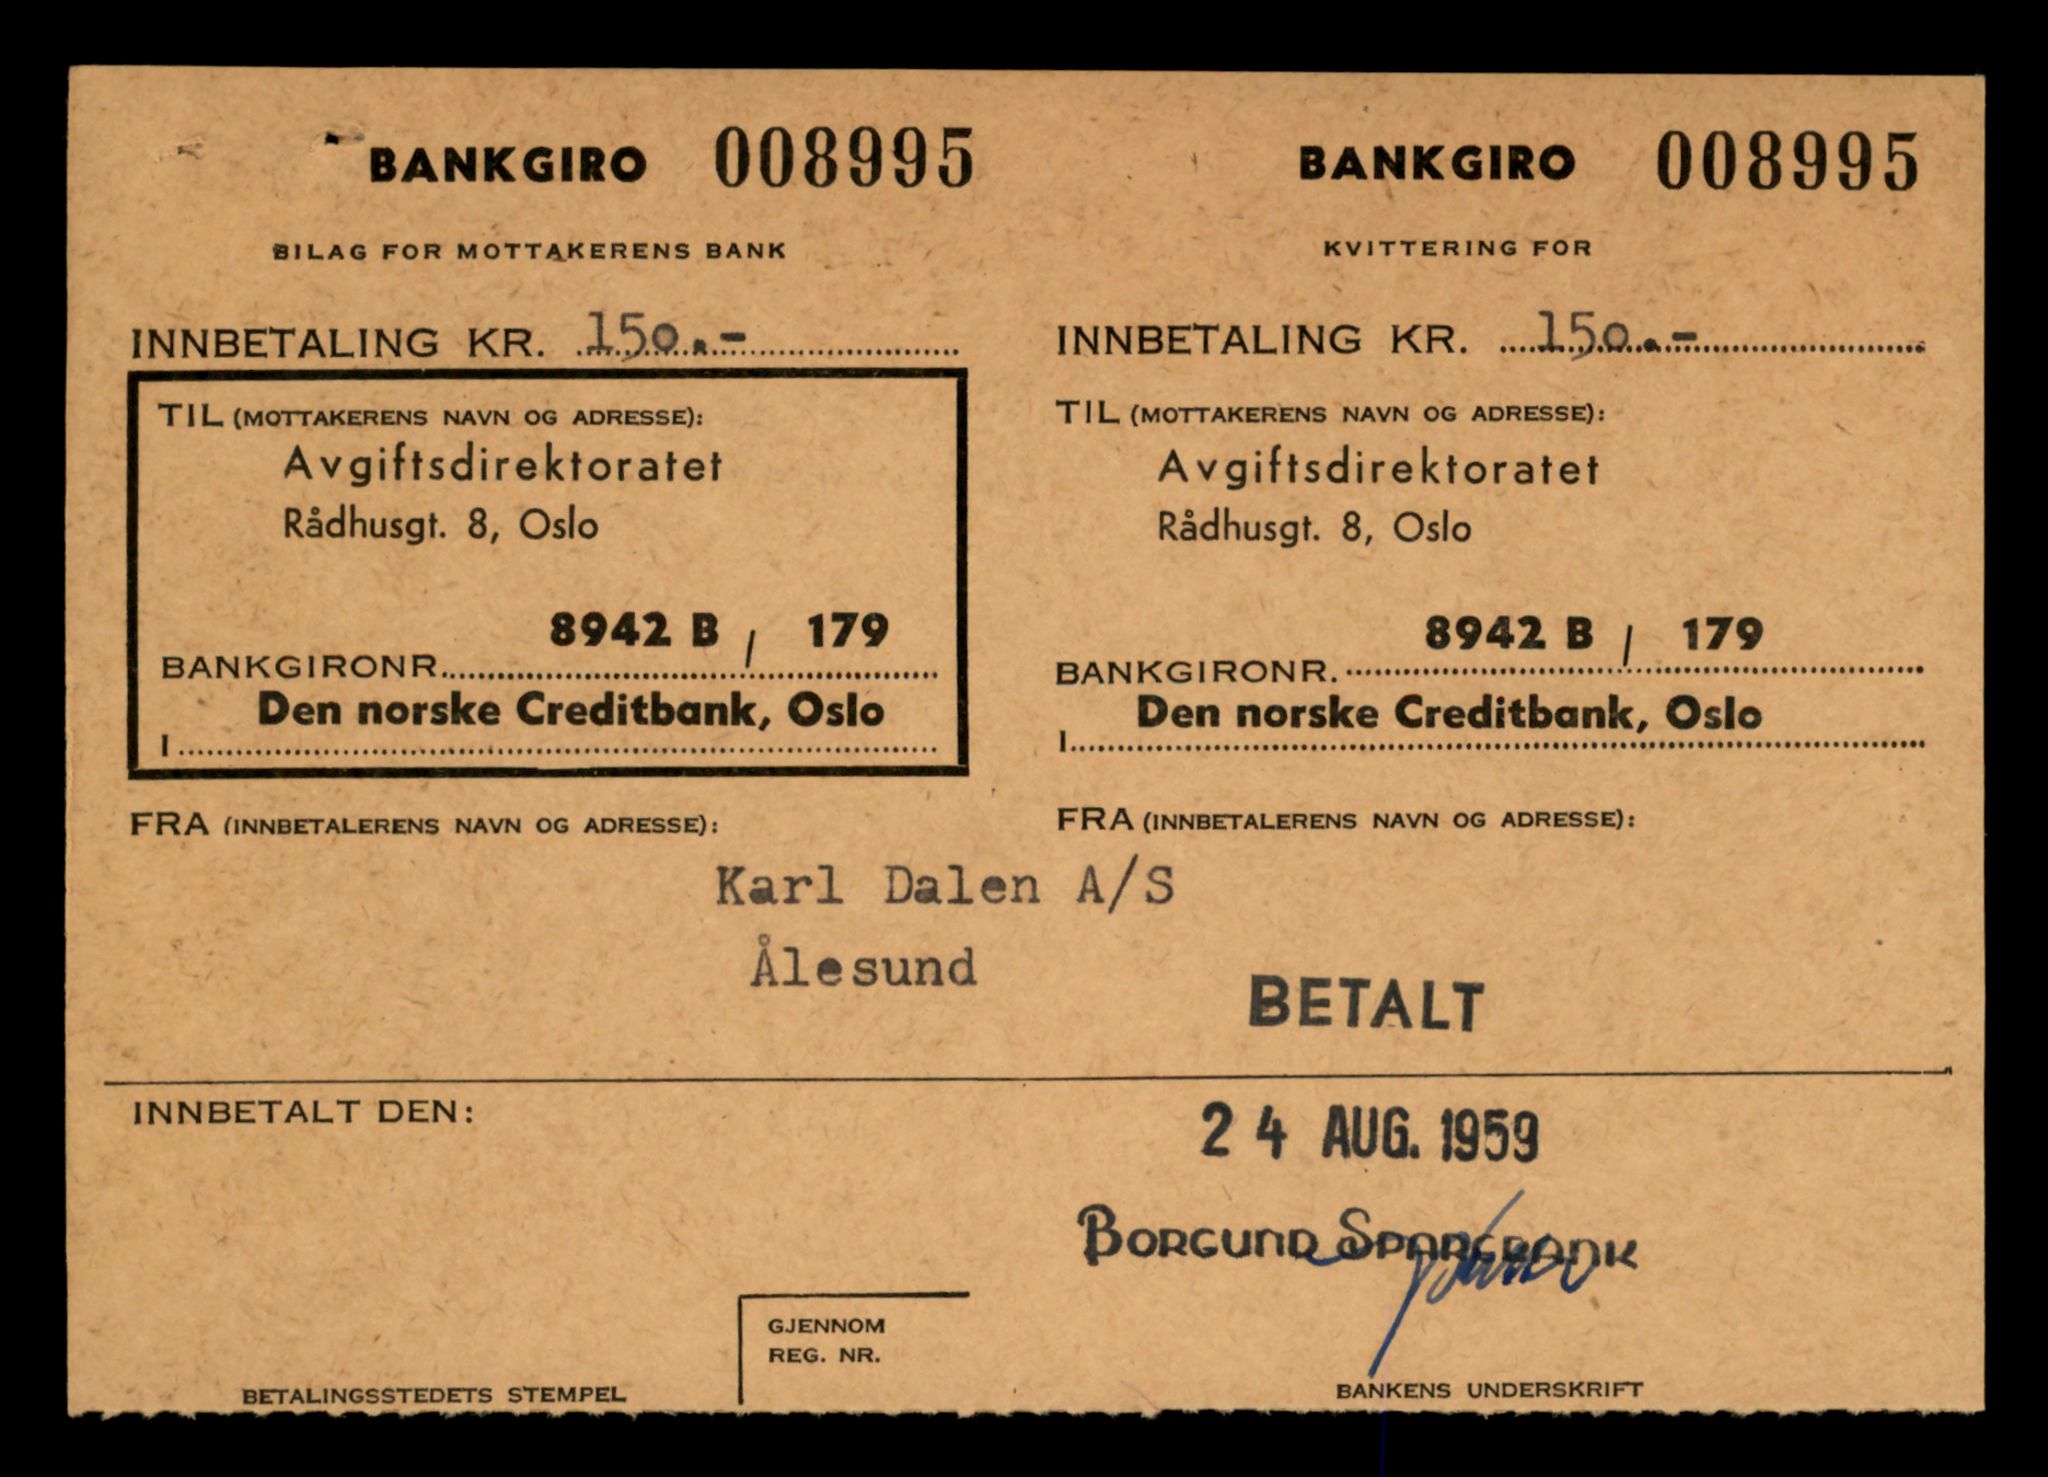 BANKGIRO 008995
BILAG FOR MOTTAKERENS BANK
INNBETALING KR. 150.-
TIL (MOTTAKERENS NAVN OG ADRESSE):
Avgiftsdirektoratet
Rådhusgt. 8, Oslo
8942 B / 179
BANKGIRONR.
Den norske Creditbank, Oslo
I
FRA (INNBETALERENS NAVN OG ADRESSE):
BANKGIRO 008995
KVITTERING FOR
INNBETALING KR. 150.-
TIL (MOTTAKERENS NAVN OG ADRESSE):
Avgiftsdirektoratet
Rådhusgt. 8, Oslo
8942 B / 179
BANKGIRONR.
Den norske Creditbank, Oslo
I
FRA (INNBETALERENS NAVN OG ADRESSE):
Karl Dalen A/S
Ålesund
BETALT
INNBETALT DEN:
24 AUG. 1959
BORGUND SPAREBANK
GJENNOM
REG. NR.
BETALINGSSTEDETS STEMPEL
BANKENS UNDERSKRIFT